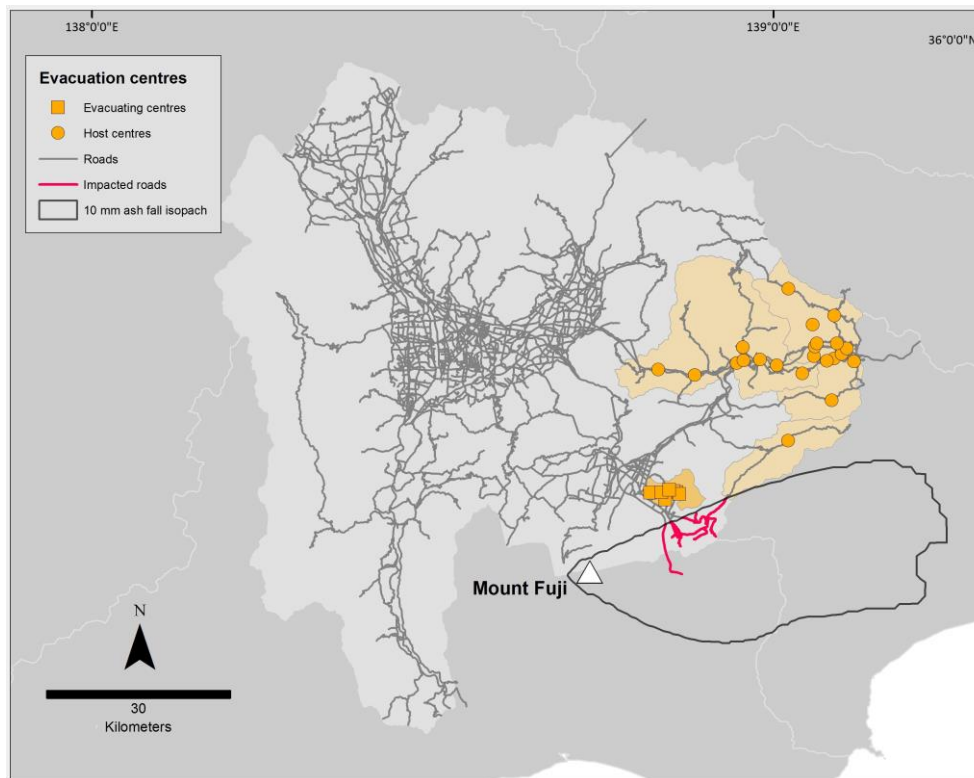 138°0'0"E
139°0'0"E
36°0'0"N
Evacuation centres
Evacuating centres
Host centres
Roads
Impacted roads
10 mm ash fall isopach
Mount Fuji
N
30
Kilometers